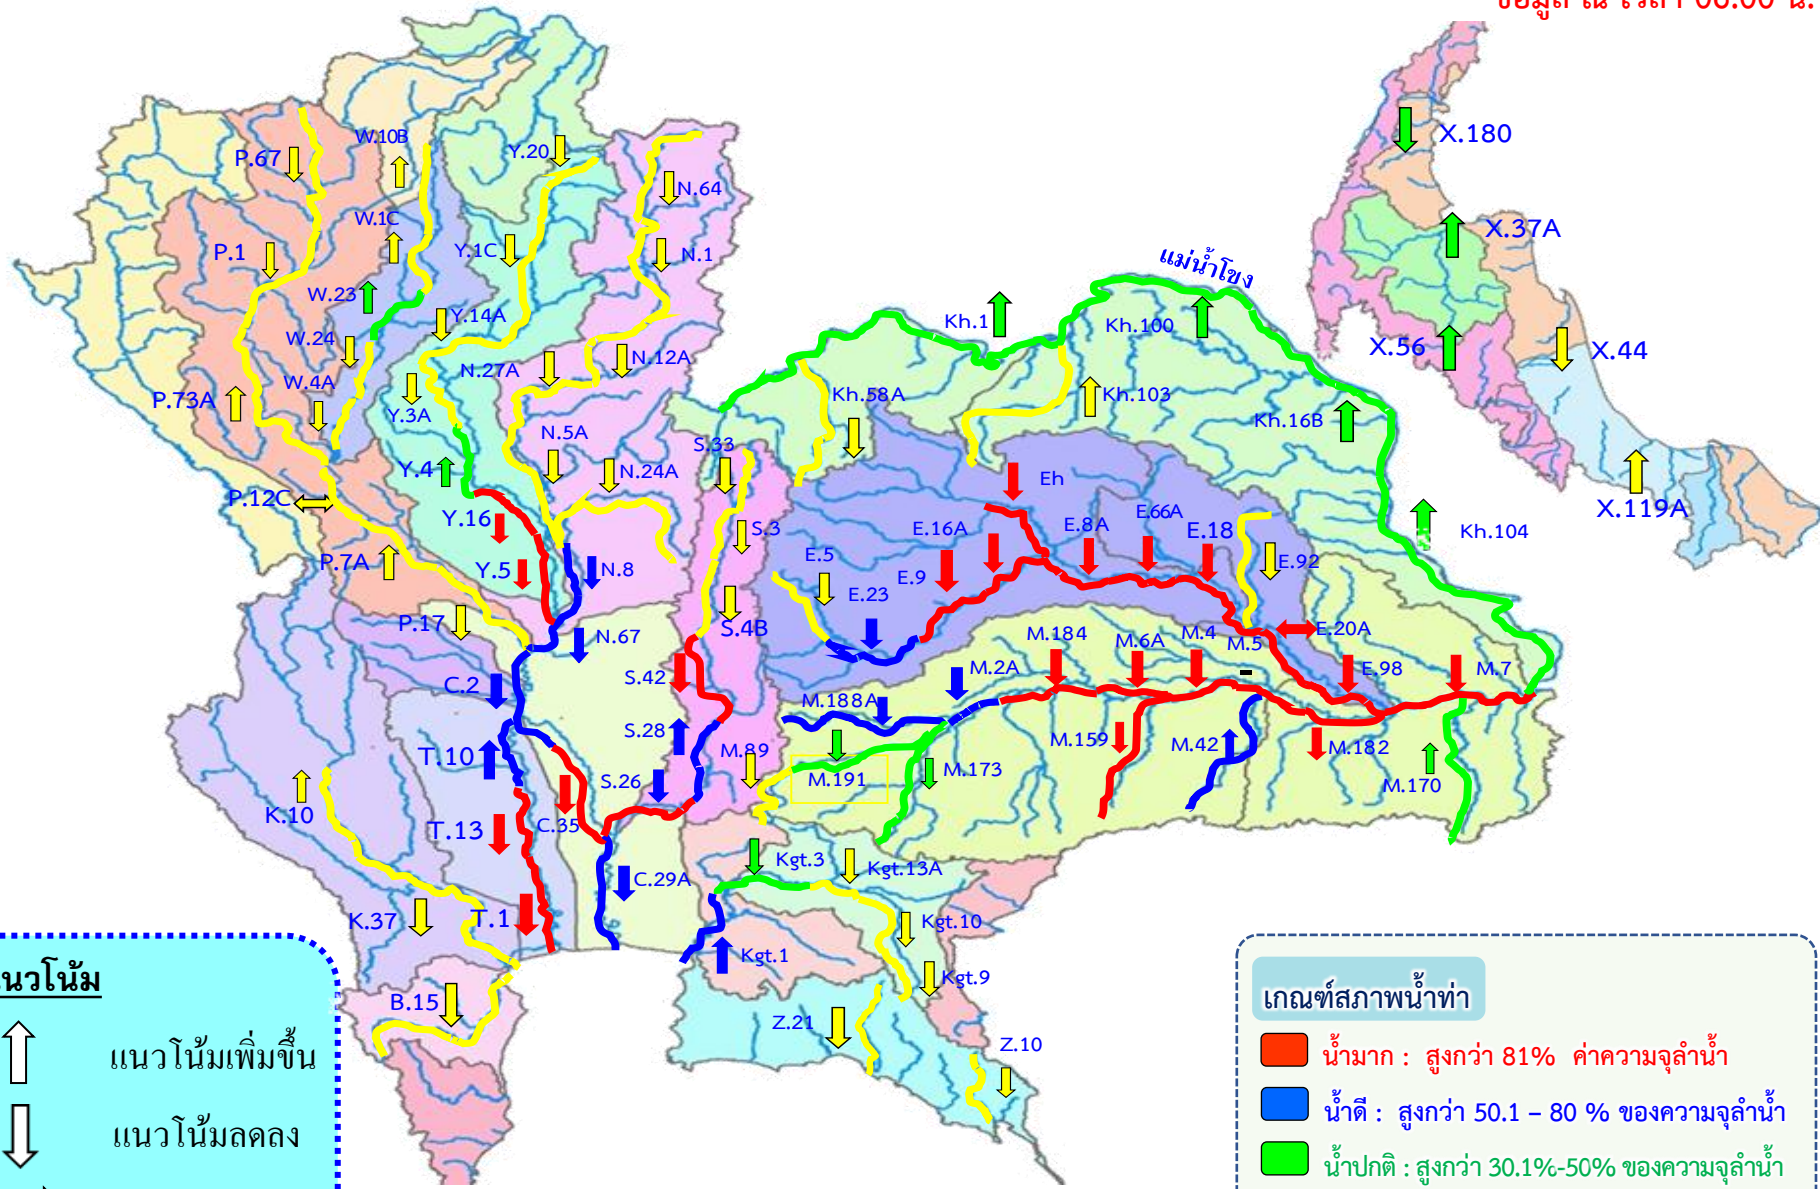 ข้อมูล ณ เวลา 06.00 น.
P.67
W.10B
Y.20
N.64
X.180
P.1
W.1C
Y.1C
N.1
แม่น้ำโขง
X.37A
W.23
Y.14A
Kh.1
Kh.100
W.24
N.27A
N.12A
X.56
X.44
P.73A
W.4A
Y.3A
Kh.58A
Kh.103
Kh.16B
N.5A
S.33
Y.4
N.24A
Eh
P.12C
X.119A
Y.16
S.3
E.16A
E.8A
E.66A
E.18
Kh.104
P.7A
Y.5
N.8
E.5
E.9
E.92
E.23
P.17
N.67
S.4B
M.184
M.6A
M.4
M.5
E.20A
C.2
S.42
M.2A
E.98
M.7
M.188A
T.10
S.28
M.89
M.159
M.42
M.182
S.26
M.191
M.173
M.170
K.10
T.13
C.35
C.29A
Kgt.3
Kgt.13A
K.37
T.1
Kgt.10
Kgt.1
Kgt.9
B.15
Z.21
Z.10
แนวโน้ม
แนวโน้มเพิ่มขึ้น
แนวโน้มลดลง
เกณฑ์สภาพน้ำท่า
น้ำมาก : สูงกว่า 81% ค่าความจุลำน้ำ
น้ำดี : สูงกว่า 50.1 – 80 % ของความจุลำน้ำ
น้ำปกติ : สูงกว่า 30.1%-50% ของความจุลำน้ำ